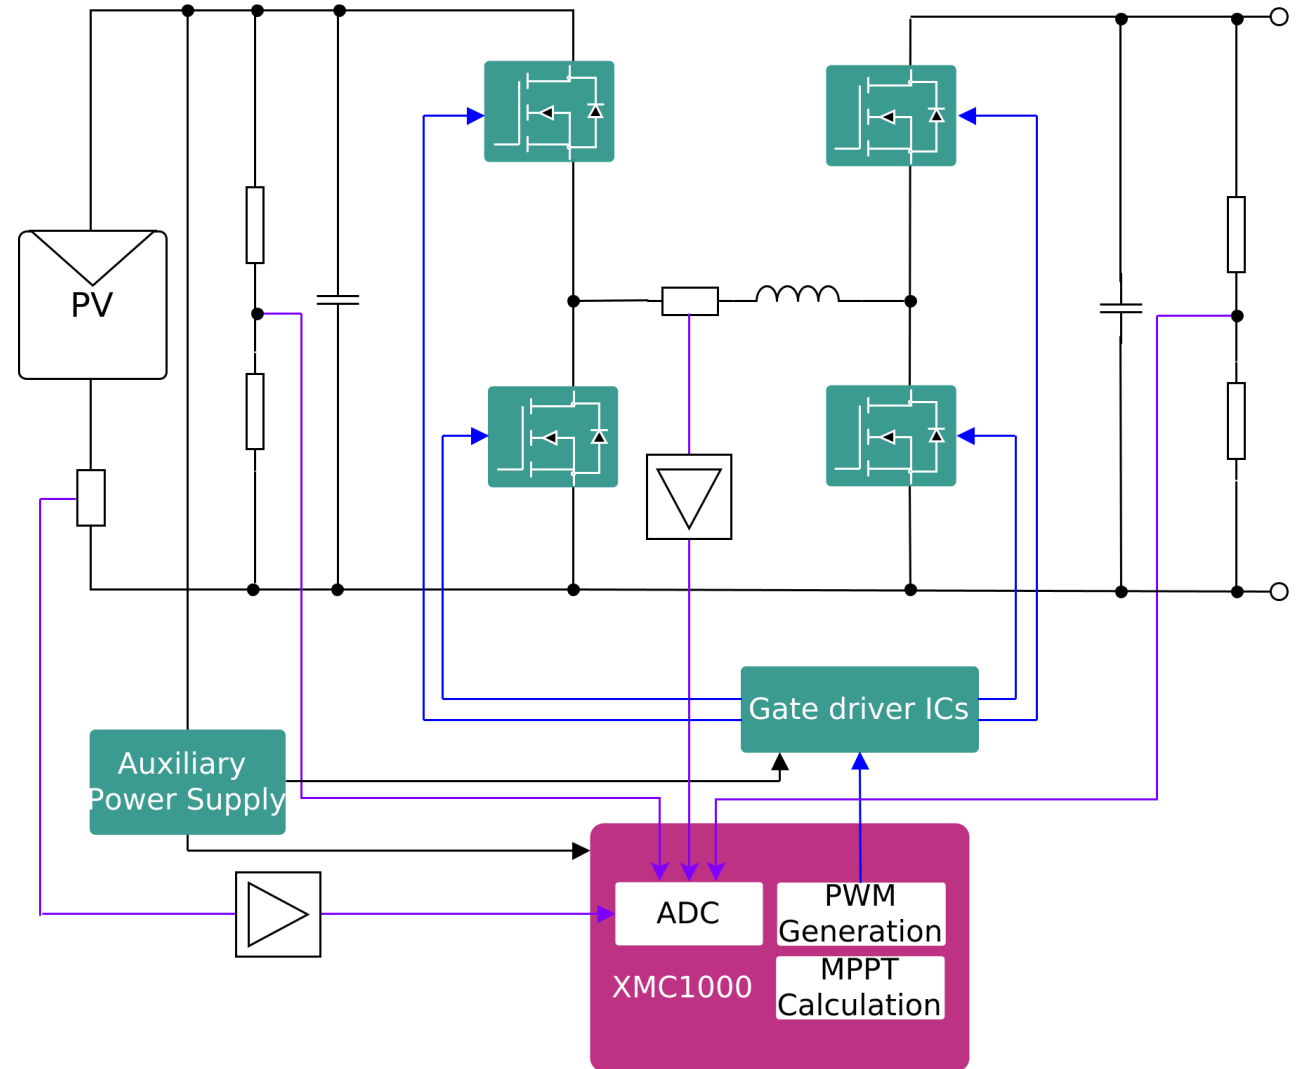 PV
Gate driver ICs
Auxiliary
Power Supply
ADC
PWM
Generation
XMC1000
MPPT
Calculation